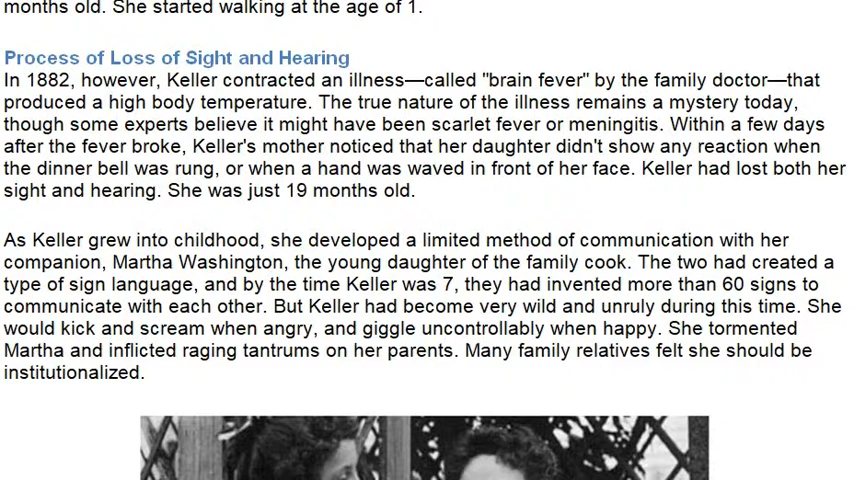 months old. She started walking at the age of 1.
Process of Loss of Sight and Hearing
In 1882, however, Keller contracted an illness—called "brain fever" by the family doctor—that
produced a high body temperature. The true nature of the illness remains a mystery today,
though some experts believe it might have been scarlet fever or meningitis. Within a few days
after the fever broke, Keller's mother noticed that her daughter didn't show any reaction when
the dinner bell was rung, or when a hand was waved in front of her face. Keller had lost both her
sight and hearing. She was just 19 months old.
As Keller grew into childhood, she developed a limited method of communication with her
companion, Martha Washington, the young daughter of the family cook. The two had created a
type of sign language, and by the time Keller was 7, they had invented more than 60 signs to
communicate with each other. But Keller had become very wild and unruly during this time. She
would kick and scream when angry, and giggle uncontrollably when happy. She tormented
Martha and inflicted raging tantrums on her parents. Many family relatives felt she should be
institutionalized.